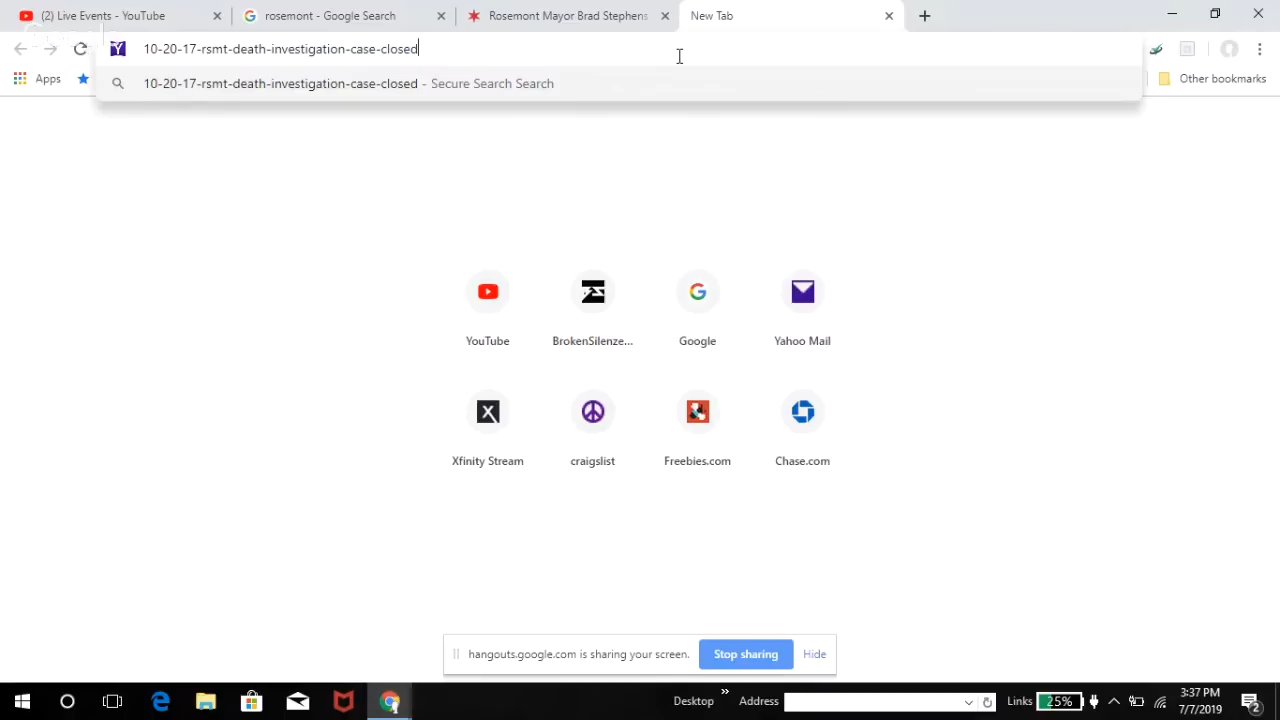 (2) Live Events - YouTube
rosemont - Google Search
Rosemont Mayor Brad Stephens
New Tab
10-20-17-rsmt-death-investigation-case-closed
10-20-17-rsmt-death-investigation-case-closed - Secure Search Search
Apps
Other bookmarks
YouTube
BrokenSilenze...
Google
Yahoo Mail
Xfinity Stream
craigslist
Freebies.com
Chase.com
hangouts.google.com is sharing your screen.
Stop sharing
Hide
Desktop
Address
Links
25%
3:37 PM
7/7/2019
2